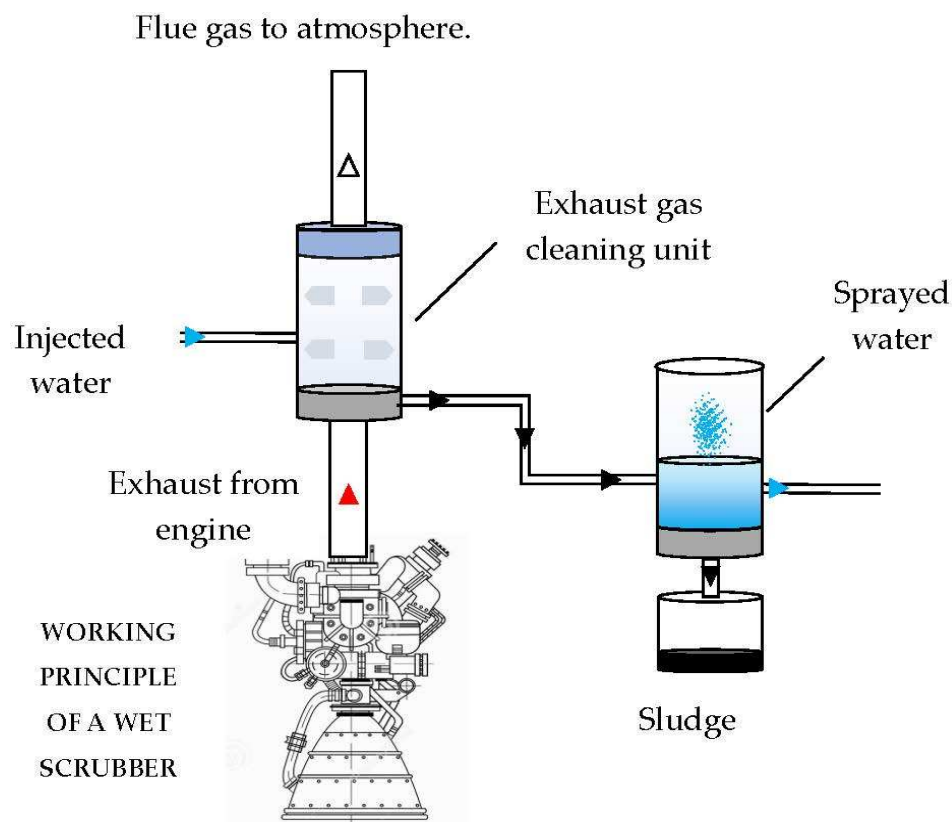 Flue gas to atmosphere.
Exhaust gas
cleaning unit
Sprayed
water
Injected
water
Exhaust from
engine
WORKING
PRINCIPLE
OF A WET
SCRUBBER
Sludge